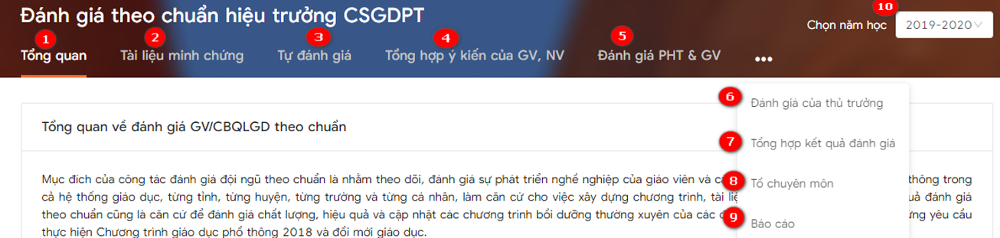 Đánh giá theo chuẩn hiệu trưởng CSGDPT
10
Chọn năm học 2019-2020
1 2 3 4 5
Tổng quan Tài liệu minh chứng Tự đánh giá Tổng hợp ý kiến của GV, NV Đánh giá PHT & GV •••
6 Đánh giá của thủ trưởng
Tổng quan về đánh giá GV/CBQLGD theo chuẩn
7 Tổng hợp kết quả đánh giá
8 Tổ chuyên môn
9 Báo cáo
Mục đích của công tác đánh giá đội ngũ theo chuẩn là nhằm theo dõi, đánh giá sự phát triển nghề nghiệp của giáo viên và thông trong
cả hệ thống giáo dục, từng tỉnh, từng huyện, từng trường và từng cá nhân, làm căn cứ cho việc xây dựng chương trình, tài đánh giá
theo chuẩn cũng là căn cứ để đánh giá chất lượng, hiệu quả và cập nhật các chương trình bồi dưỡng thường xuyên của các yêu cầu
thực hiện Chương trình giáo dục phổ thông 2018 và đổi mới giáo dục.